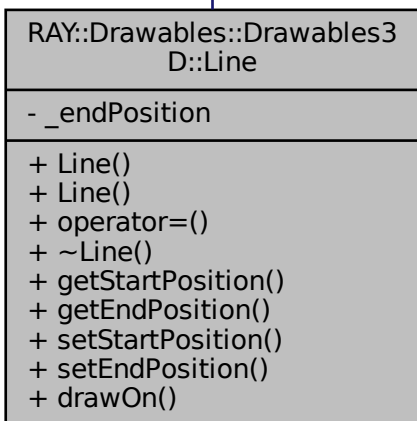 RAY::Drawables::Drawables3
D::Line
- _endPosition
+ Line()
+ Line()
+ operator=()
+ ~Line()
+ getStartPosition()
+ getEndPosition()
+ setStartPosition()
+ setEndPosition()
+ drawOn()